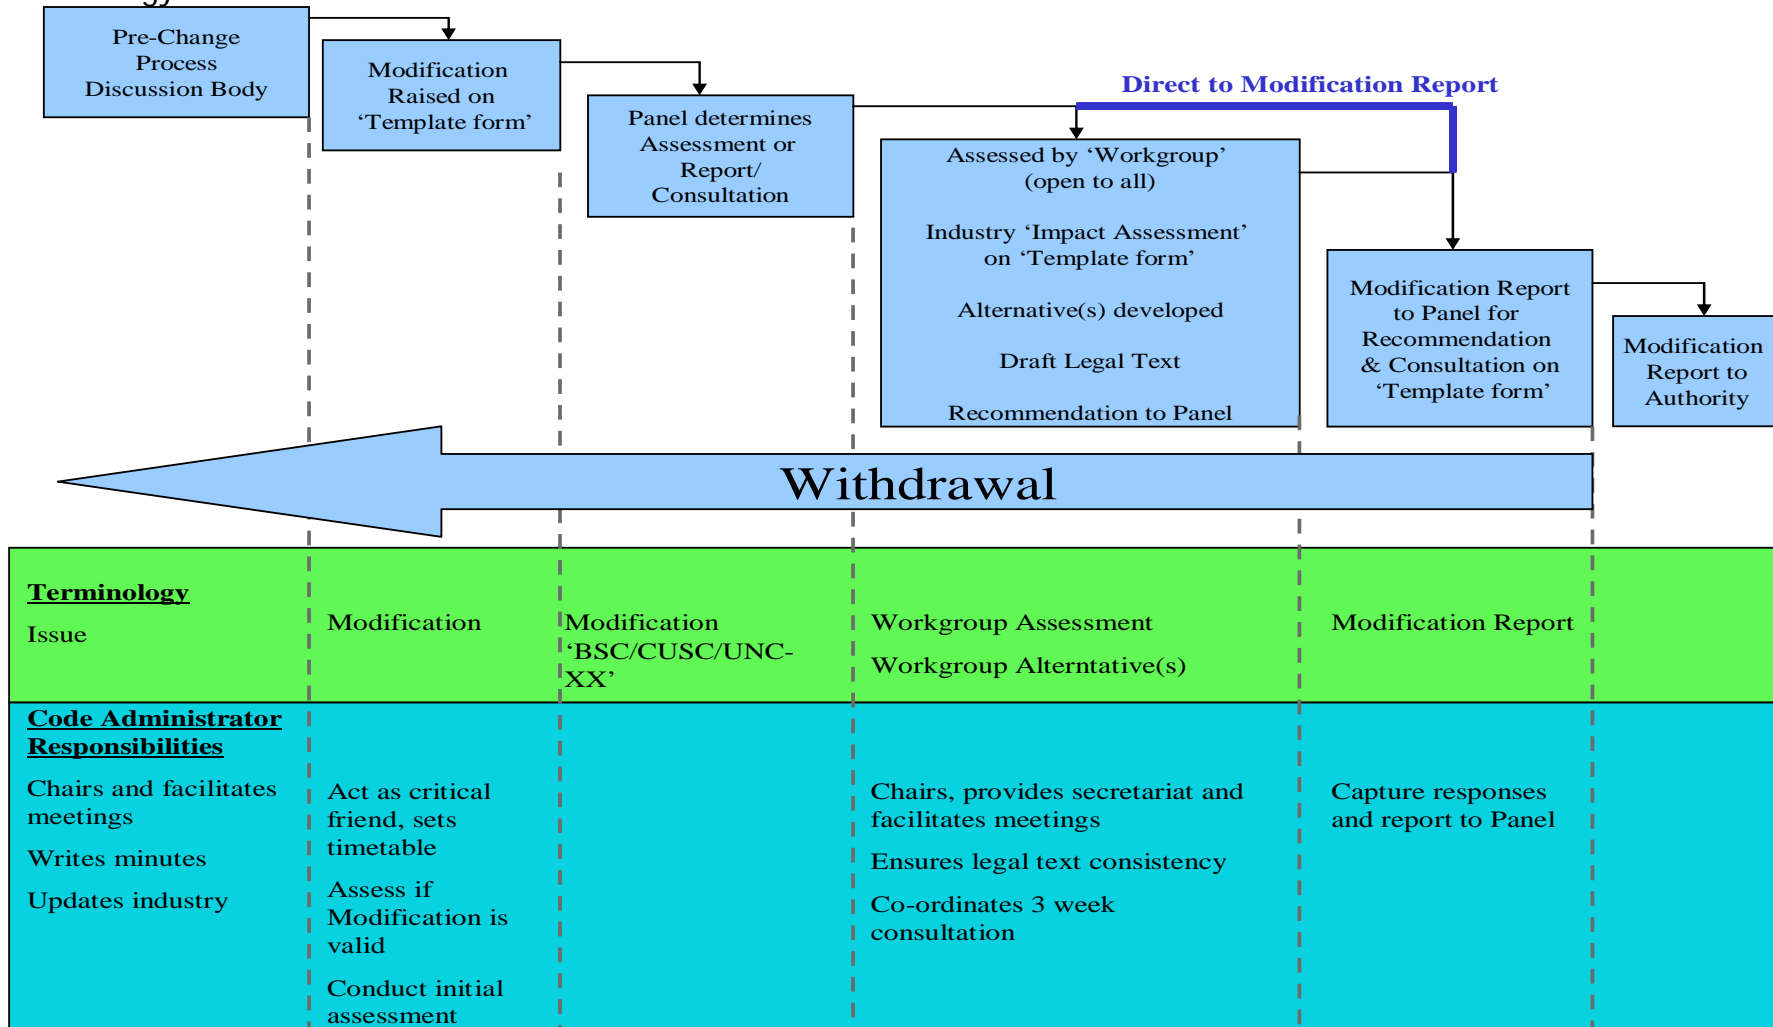 gy
Pre-Change
Process
Discussion Body
Modification
Raised on
‘Template form’
Panel determines
Assessment or
Report/
Consultation
Direct to Modification Report
Assessed by ‘Workgroup’
(open to all)
Industry ‘Impact Assessment’
on ‘Template form’
Alternative(s) developed
Draft Legal Text
Recommendation to Panel
Modification Report
to Panel for
Recommendation
& Consultation on
‘Template form’
Modification
Report to
Authority
Withdrawal
Terminology
Issue
Modification
Modification
‘BSC/CUSC/UNC-
XX’
Workgroup Assessment
Workgroup Alterntative(s)
Modification Report
Code Administrator
Responsibilities
Chairs and facilitates
meetings
Writes minutes
Updates industry
Act as critical
friend, sets
timetable
Assess if
Modification is
valid
Conduct initial
assessment
Chairs, provides secretariat and
facilitates meetings
Ensures legal text consistency
Co-ordinates 3 week
consultation
Capture responses
and report to Panel